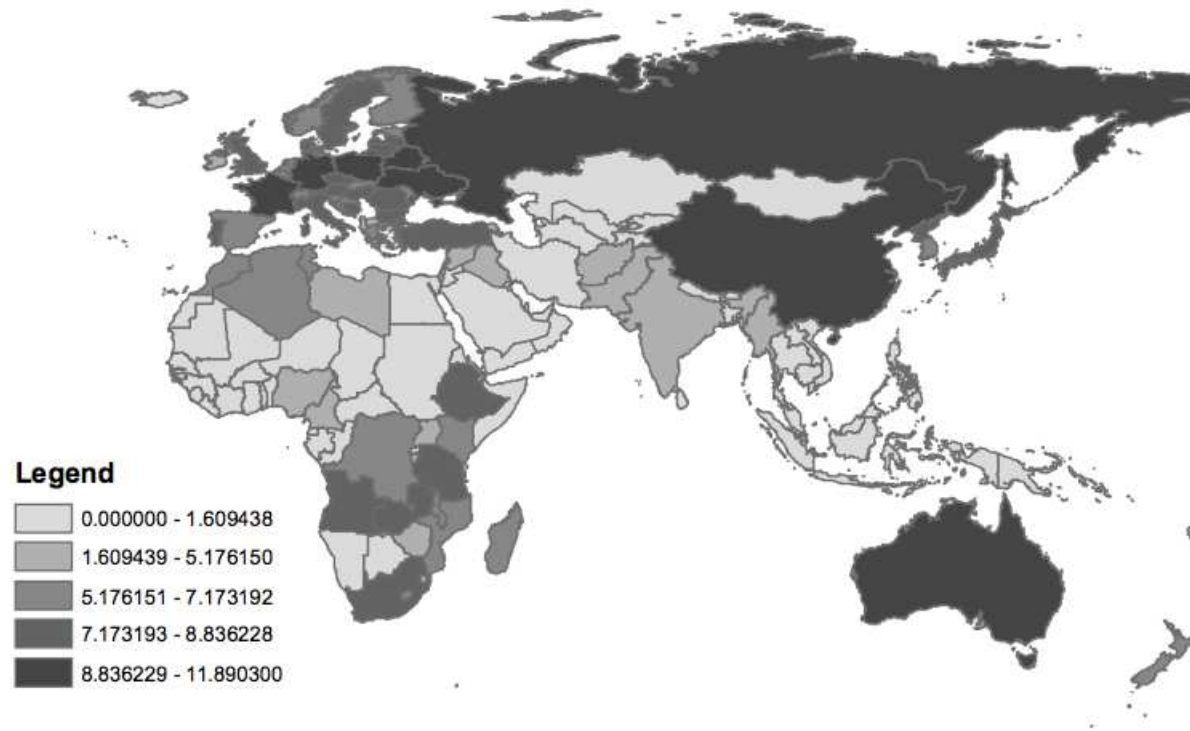 Legend
0.000000 - 1.609438
1.609439 - 5.176150
5.176151 - 7.173192
7.173193 - 8.836228
8.836229 - 11.890300